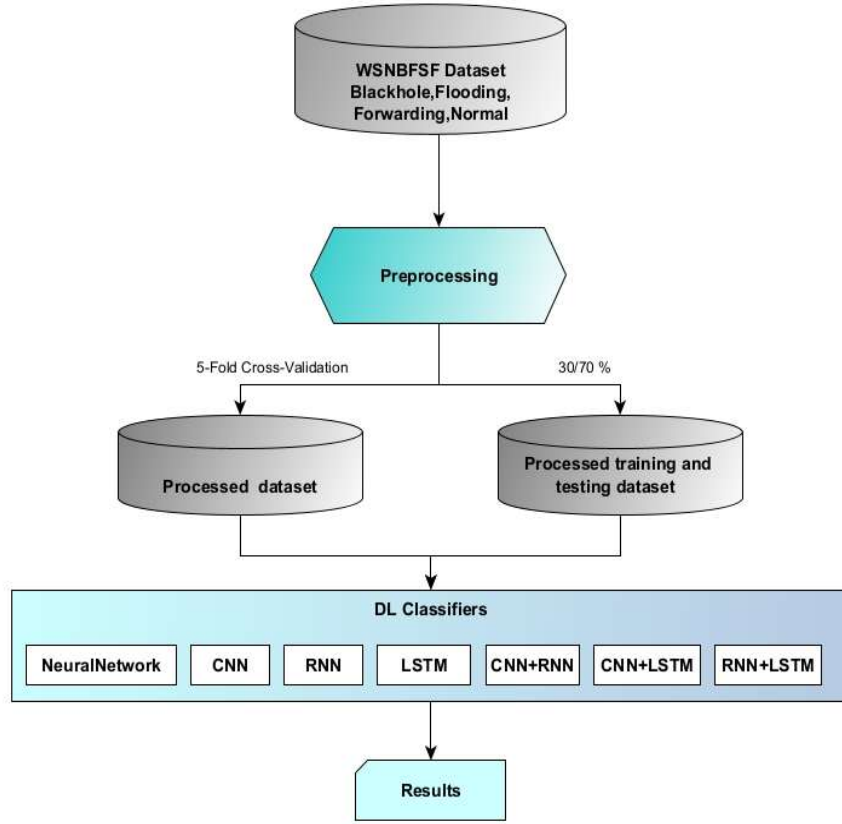 WSNBFSF Dataset
Blackhole,Flooding,
Forwarding,Normal
Preprocessing
5-Fold Cross-Validation
30/70 %
Processed dataset
Processed training and
testing dataset
DL Classifiers
NeuralNetwork
CNN
RNN
LSTM
CNN+RNN
CNN+LSTM
RNN+LSTM
Results